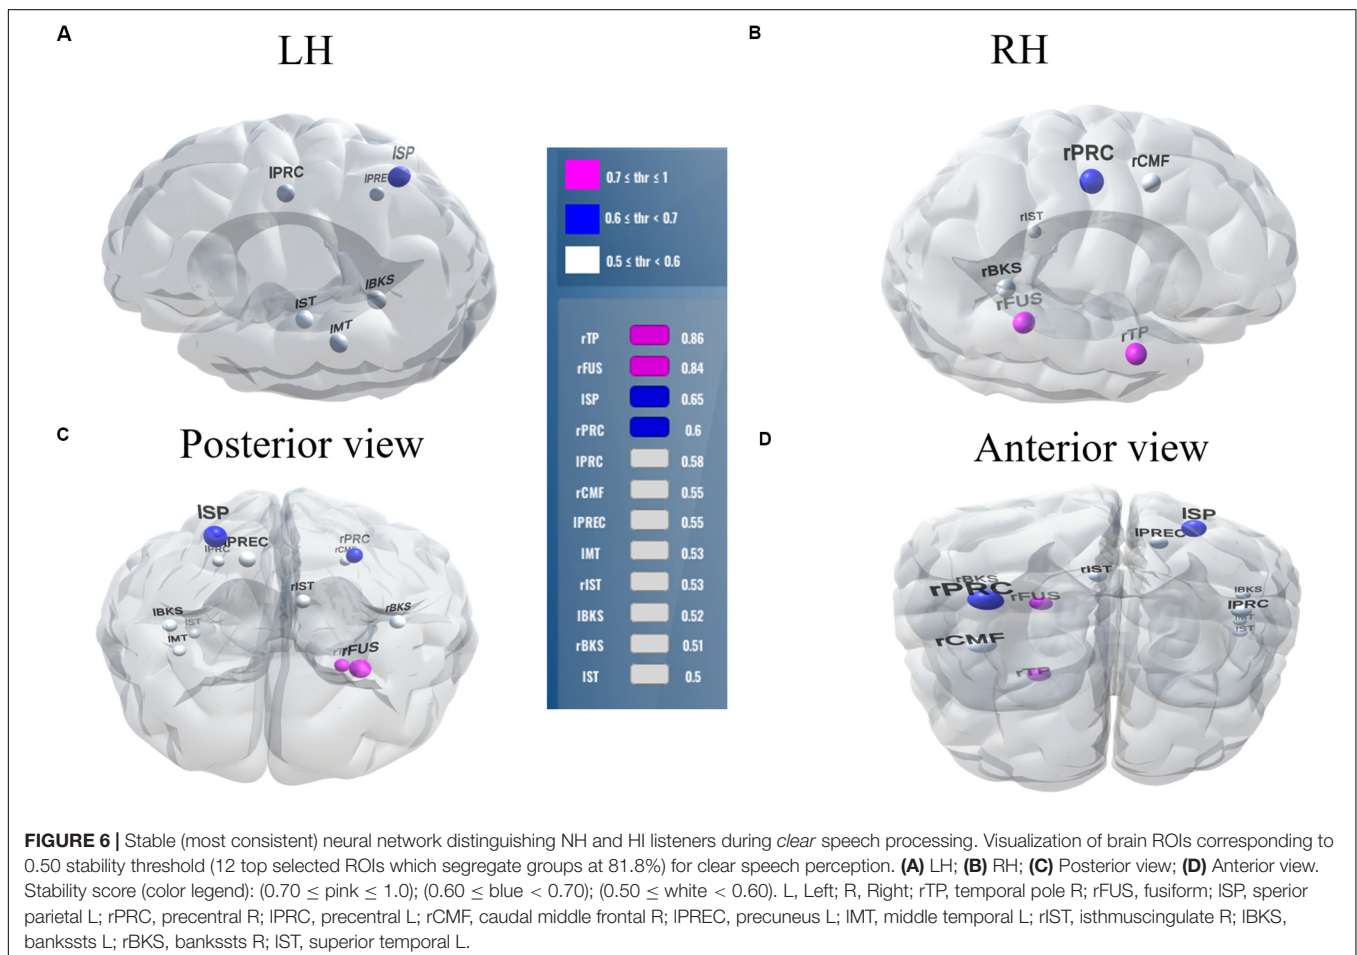 A
LH
lSP
lPRC
lPRE
lBKS
lST
lMT
B
RH
rPRC
rCMF
rIST
rBKS
rFUS
rTP
0.7 ≤ thr ≤ 1
0.6 ≤ thr < 0.7
0.5 ≤ thr < 0.6
rTP 0.86
rFUS 0.84
lSP 0.65
rPRC 0.6
lPRC 0.58
rCMF 0.55
lPREC 0.55
lMT 0.53
rIST 0.53
lBKS 0.52
rBKS 0.51
lST 0.5
C
Posterior view
lSP
lPRC
lPREC
rPRC
rCMF
rIST
lBKS
lST
lMT
rBKS
rFUS
D
Anterior view
lSP
lPREC
rIST
rBKS
rPRC
rFUS
lBKS
lPRC
lMT
lST
rCMF
rTP
FIGURE 6 | Stable (most consistent) neural network distinguishing NH and HI listeners during clear speech processing. Visualization of brain ROIs corresponding to
0.50 stability threshold (12 top selected ROIs which segregate groups at 81.8%) for clear speech perception. (A) LH; (B) RH; (C) Posterior view; (D) Anterior view.
Stability score (color legend): (0.70 ≤ pink ≤ 1.0); (0.60 ≤ blue < 0.70); (0.50 ≤ white < 0.60). L, Left; R, Right; rTP, temporal pole R; rFUS, fusiform; lSP, sperior
parietal L; rPRC, precentral R; lPRC, precentral L; rCMF, caudal middle frontal R; lPREC, precuneus L; lMT, middle temporal L; rIST, isthmuscingulate R; lBKS,
bankssts L; rBKS, bankssts R; lST, superior temporal L.